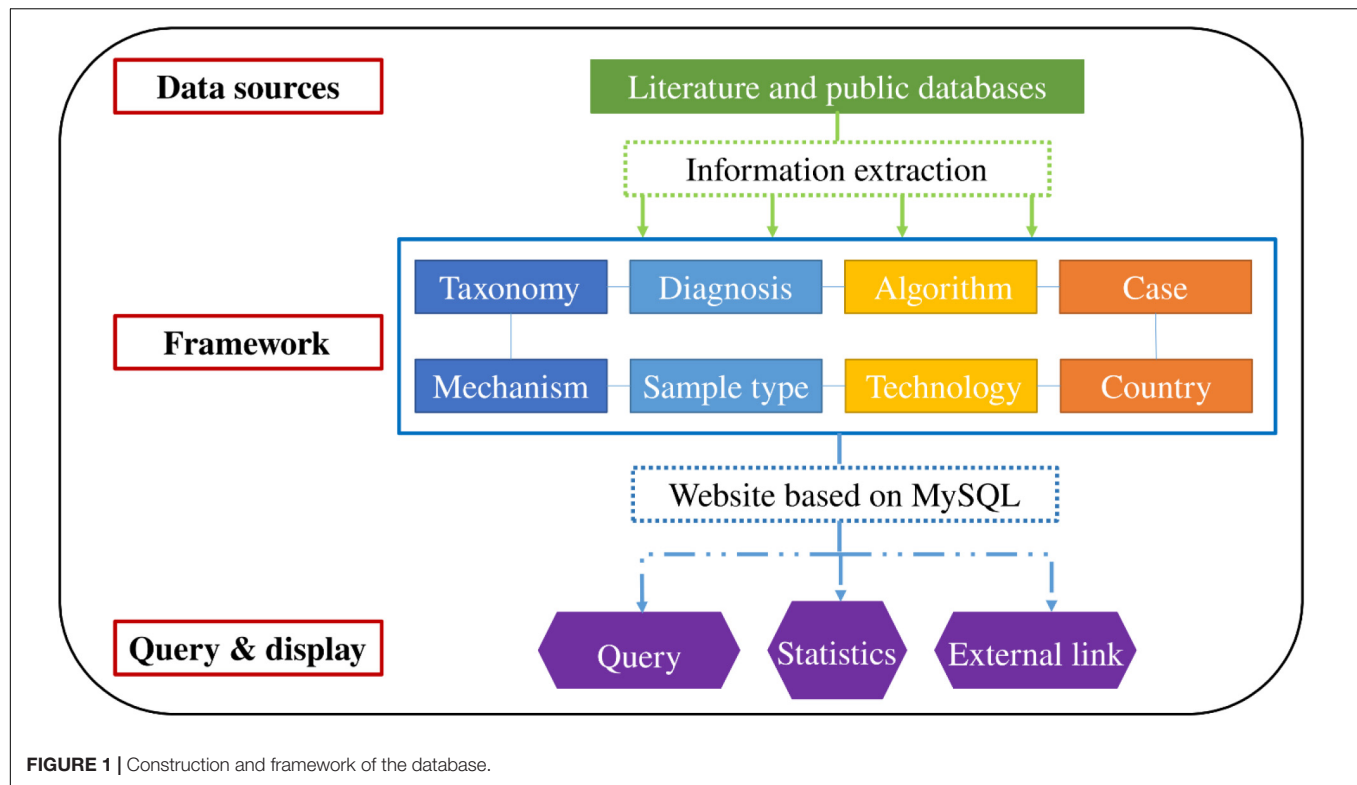 Data sources
Literature and public databases
Information extraction
Framework
Taxonomy
Diagnosis
Algorithm
Case
Mechanism
Sample type
Technology
Country
Website based on MySQL
Query & display
Query
Statistics
External link
FIGURE 1 | Construction and framework of the database.